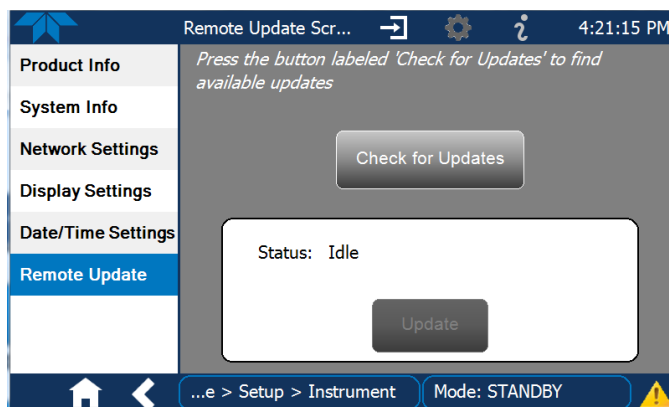 Remote Update Scr...
4:21:15 PM
Product Info
System Info
Network Settings
Display Settings
Date/Time Settings
Remote Update
Press the button labeled 'Check for Updates' to find
available updates
Check for Updates
Status: Idle
Update
...e > Setup > Instrument
Mode: STANDBY